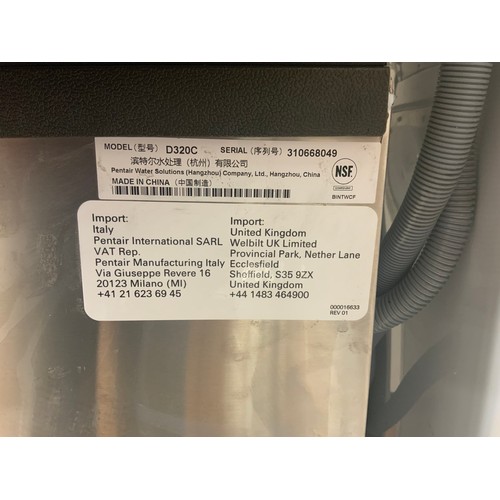 MODEL (型号) D320C SERIAL (序列号) 310668049
滨特尔水处理（杭州）有限公司
Pentair Water Solutions (Hangzhou) Company, Ltd., Hangzhou, China
MADE IN CHINA (中国制造)
NSF
BINTWCF
Import:
Italy
Pentair International SARL
VAT Rep.
Pentair Manufacturing Italy
Via Giuseppe Revere 16
20123 Milano (MI)
+41 21 623 69 45
Import:
United Kingdom
Welbilt UK Limited
Provincial Park, Nether Lane
Ecclesfield
Sheffield, S35 9ZX
United Kingdom
+44 1483 464900
000016633
REV 01